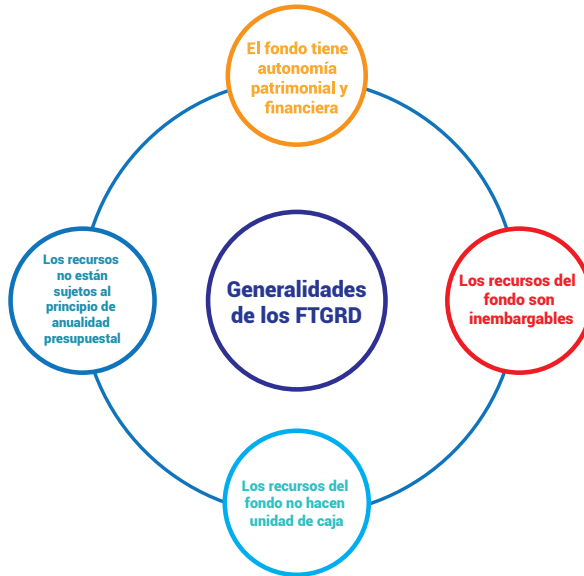 El fondo tiene
autonomía
patrimonial y
financiera
Los recursos
no están
sujetos al
principio de
anualidad
presupuestal
Generalidades
de los FTGRD
Los recursos del
fondo son
inembargables
Los recursos del
fondo no hacen
unidad de caja